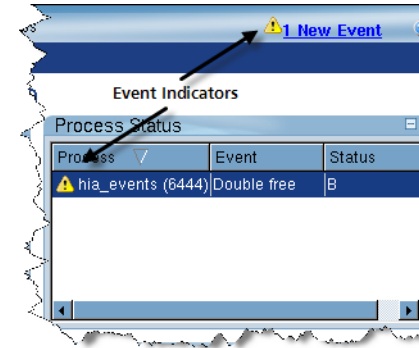 1 New Event
Event Indicators
Process Status
Process Event Status
hia_events (6444) Double free B